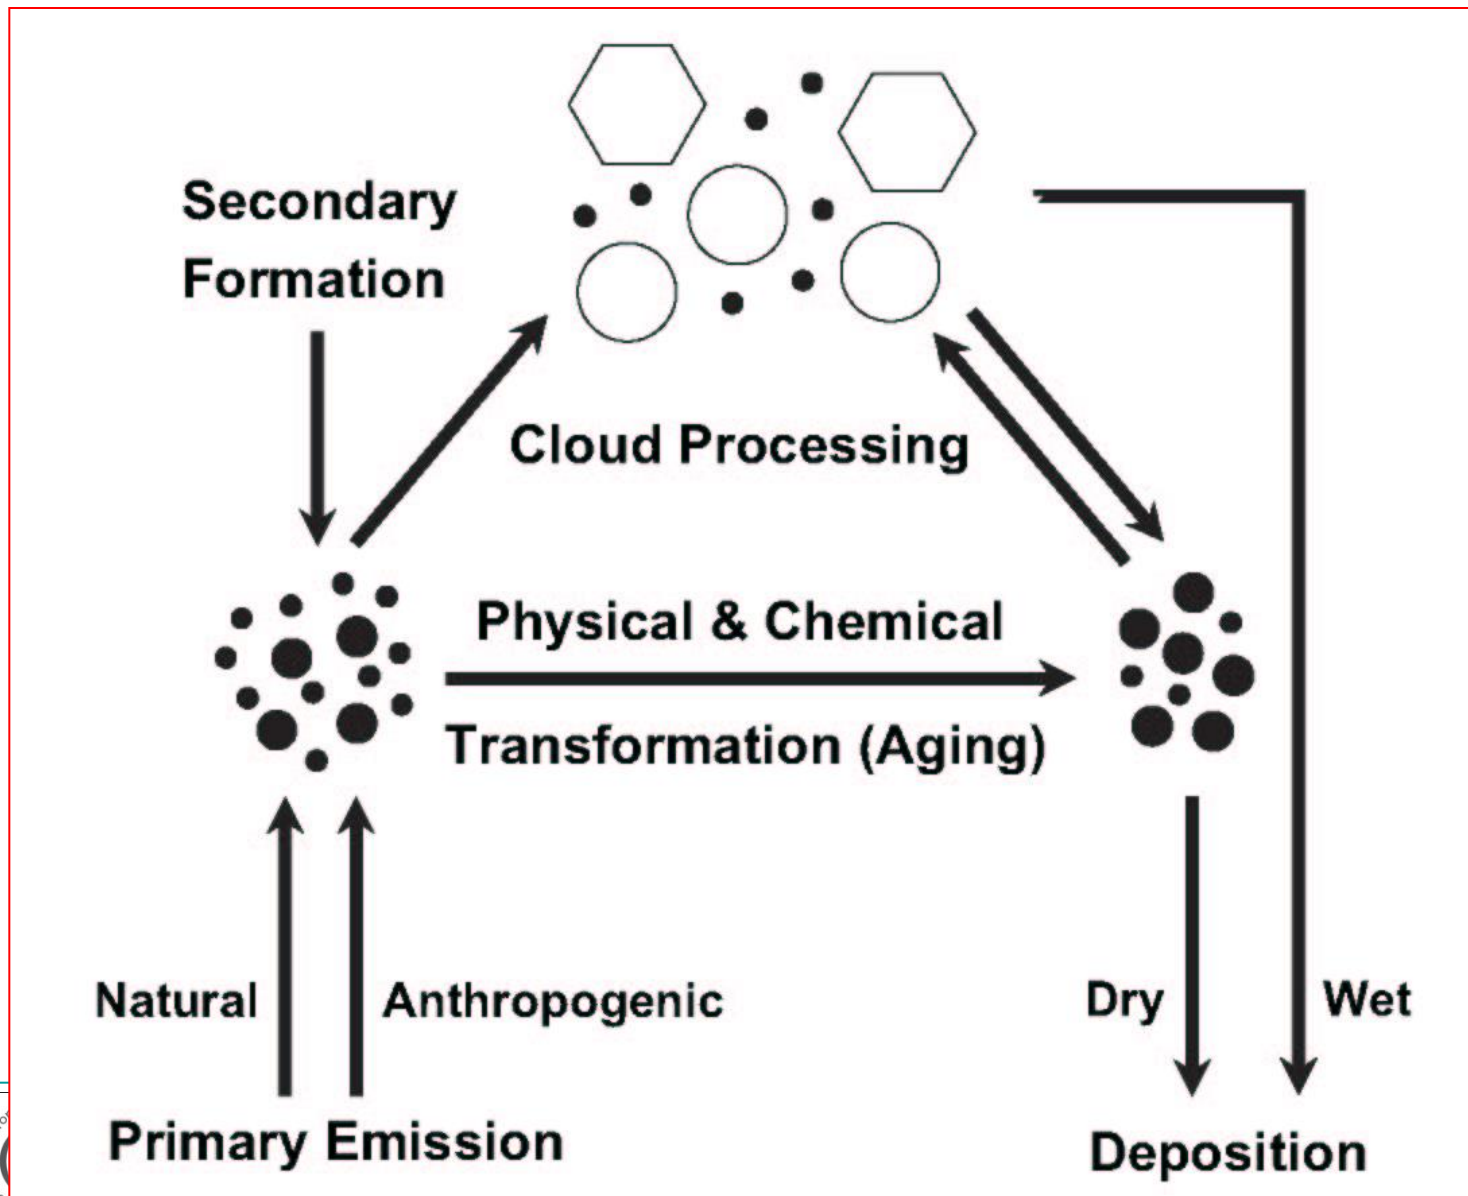 Secondary
Formation
Cloud Processing
Physical & Chemical
Transformation (Aging)
Natural
Anthropogenic
Dry
Wet
Primary Emission
Deposition